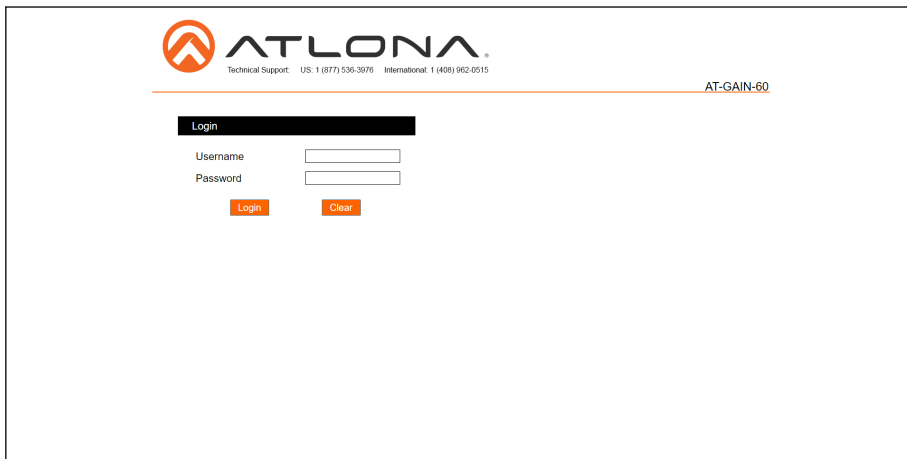 ATLONA.
Technical Support: US: 1 (877) 536-3976 International: 1 (408) 962-0515
AT-GAIN-60
Login
Username
Password
Login Clear